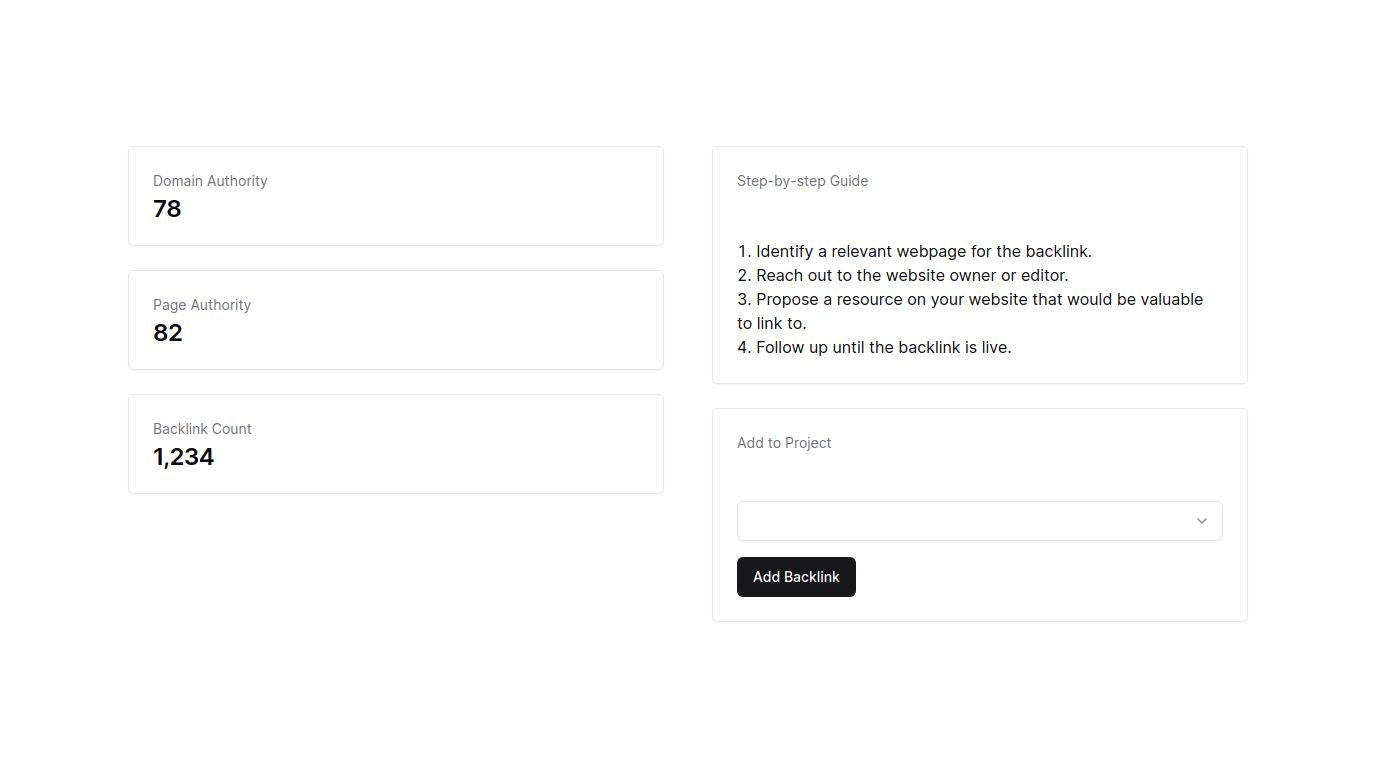 Domain Authority
78
Page Authority
82
Backlink Count
1,234
Step-by-step Guide
1. Identify a relevant webpage for the backlink.
2. Reach out to the website owner or editor.
3. Propose a resource on your website that would be valuable
to link to.
4. Follow up until the backlink is live.
Add to Project
Add Backlink